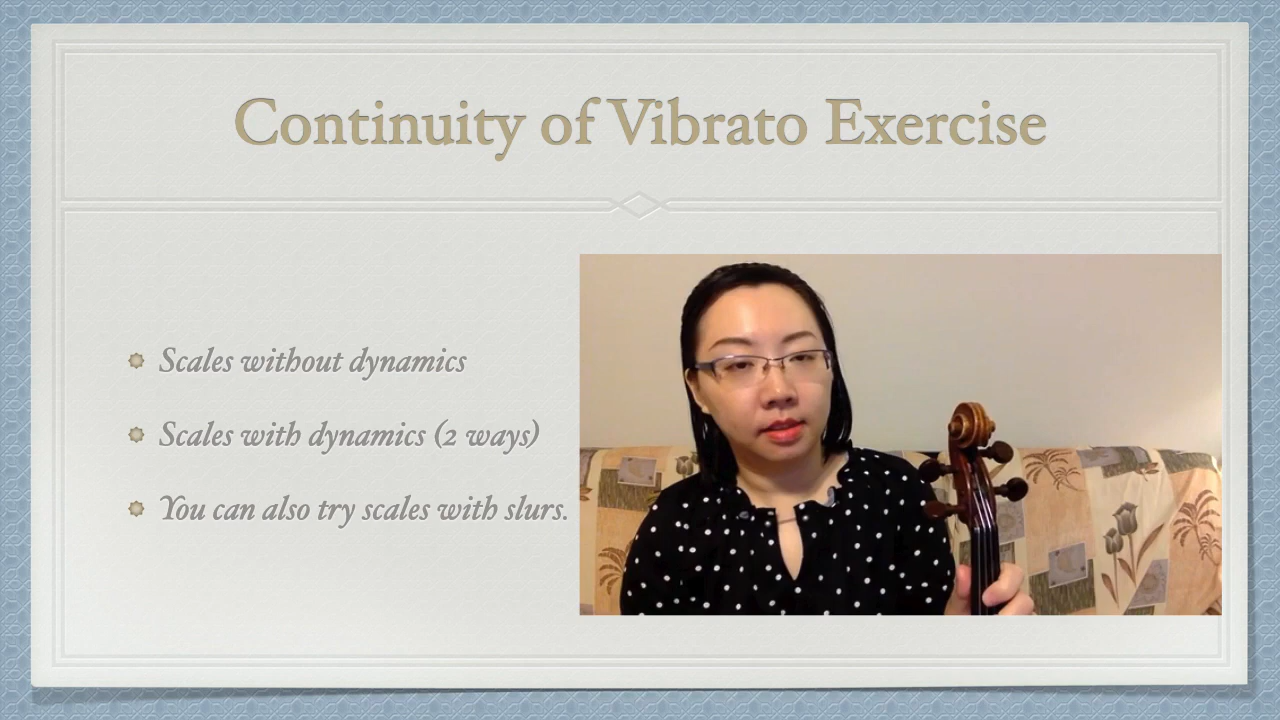 Continuity of Vibrato Exercise
Scales without dynamics
Scales with dynamics (2 ways)
You can also try scales with slurs.